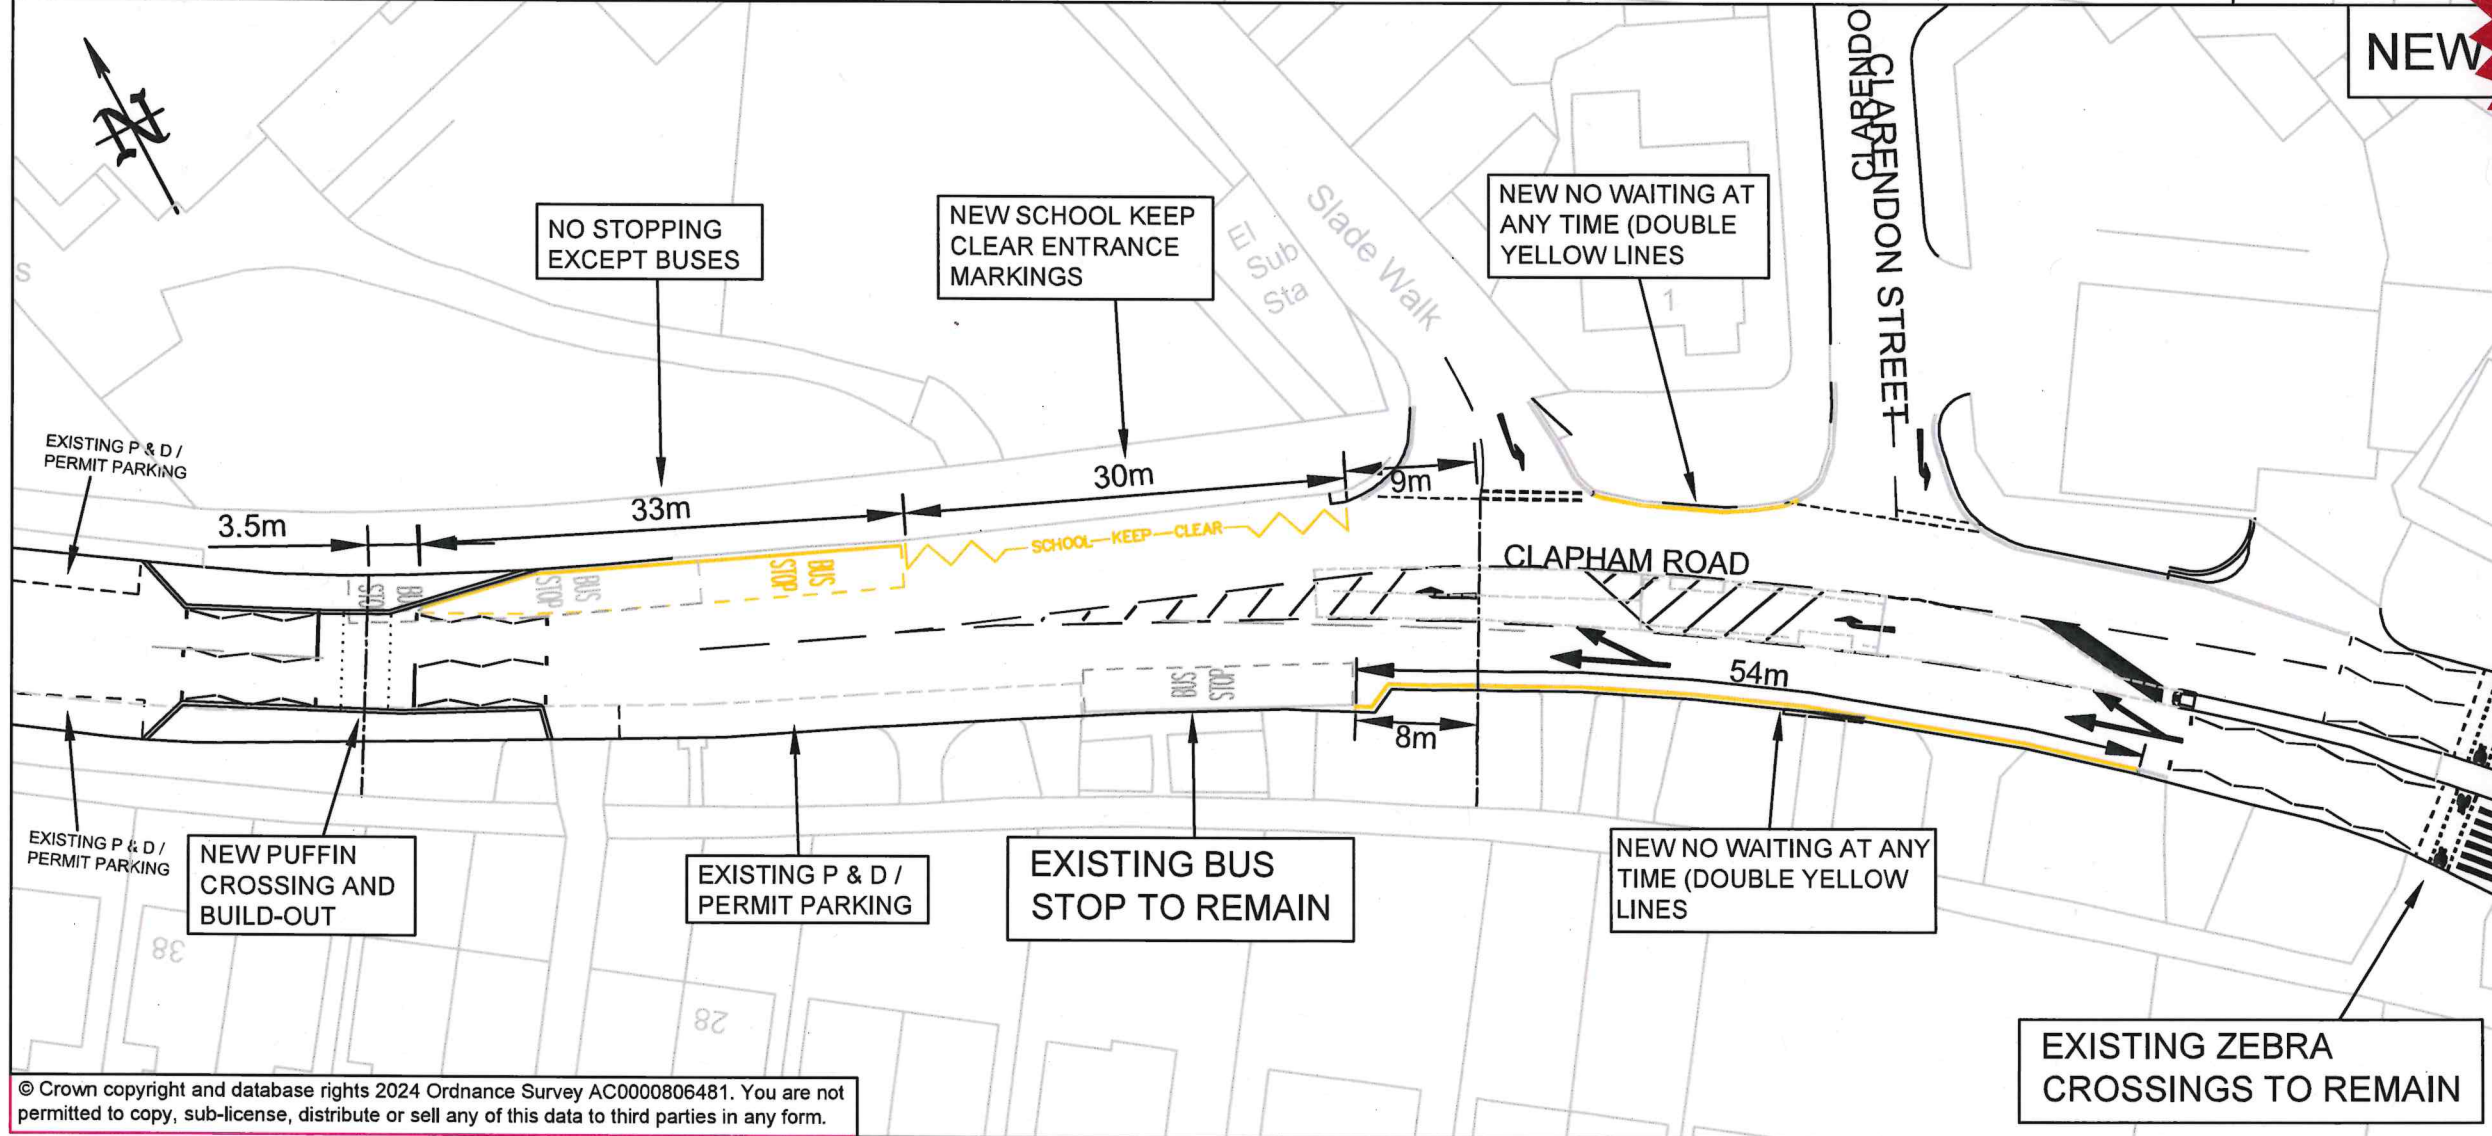 NEW
CLARENDO
CLARENDON STREET
Slade Walk
El Sub
Sta
1
S
NO STOPPING
EXCEPT BUSES
NEW SCHOOL KEEP
CLEAR ENTRANCE
MARKINGS
NEW NO WAITING AT
ANY TIME (DOUBLE
YELLOW LINES
EXISTING P & D /
PERMIT PARKING
3.5m
33m
30m
9m
SCHOOL KEEP CLEAR
CLAPHAM ROAD
BUS
STOP
BUS
STOP
BU
STO
BUS
STOP
54m
8m
EXISTING P & D /
PERMIT PARKING
NEW PUFFIN
CROSSING AND
BUILD-OUT
EXISTING P & D /
PERMIT PARKING
EXISTING BUS
STOP TO REMAIN
NEW NO WAITING AT ANY
TIME (DOUBLE YELLOW
LINES
EXISTING ZEBRA
CROSSINGS TO REMAIN
38
28
N
© Crown copyright and database rights 2024 Ordnance Survey AC0000806481. You are not
permitted to copy, sub-license, distribute or sell any of this data to third parties in any form.